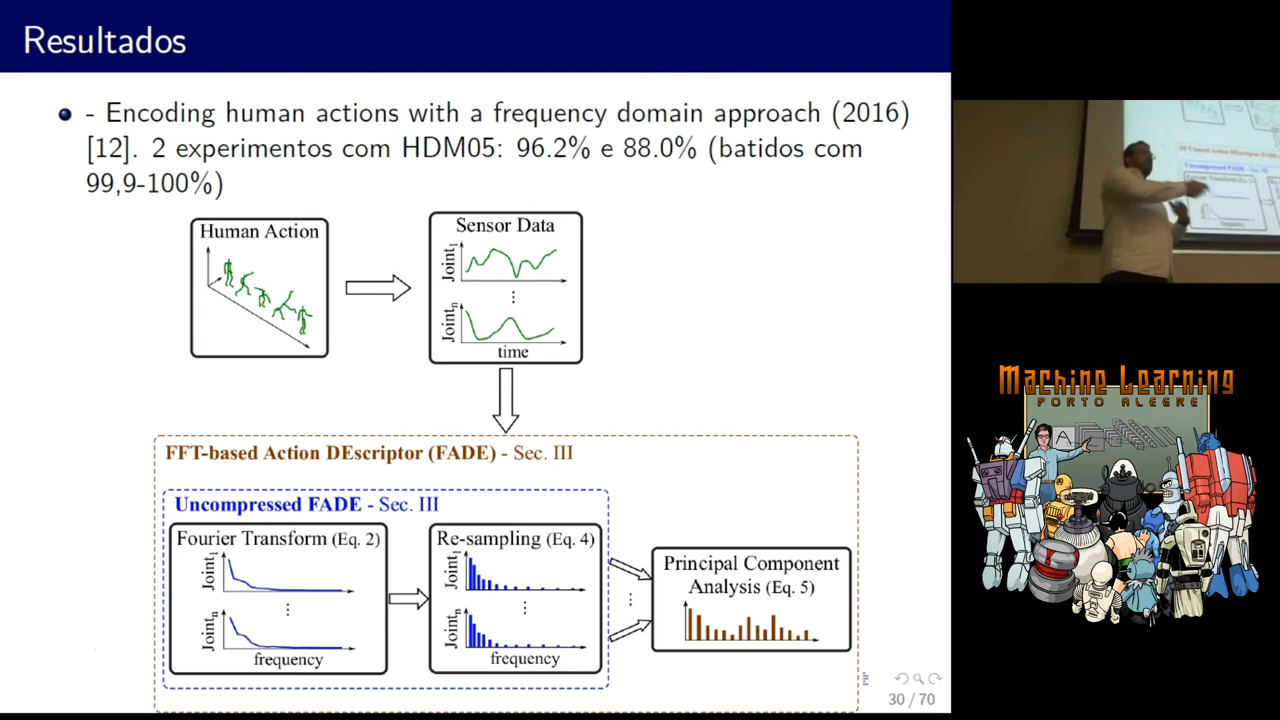 Resultados
- Encoding human actions with a frequency domain approach (2016)
[12]. 2 experimentos com HDM05: 96.2% e 88.0% (batidos com
99,9-100%)
Human Action
Sensor Data
Joint1
Jointn
time
FFT-based Action DEscriptor (FADE) - Sec. III
Uncompressed FADE - Sec. III
Fourier Transform (Eq. 2)
Joint1
Jointn
frequency
Re-sampling (Eq. 4)
Joint1
Jointn
frequency
Principal Component
Analysis (Eq. 5)
30 / 70
Machine Learning
PORTO ALEGRE
A